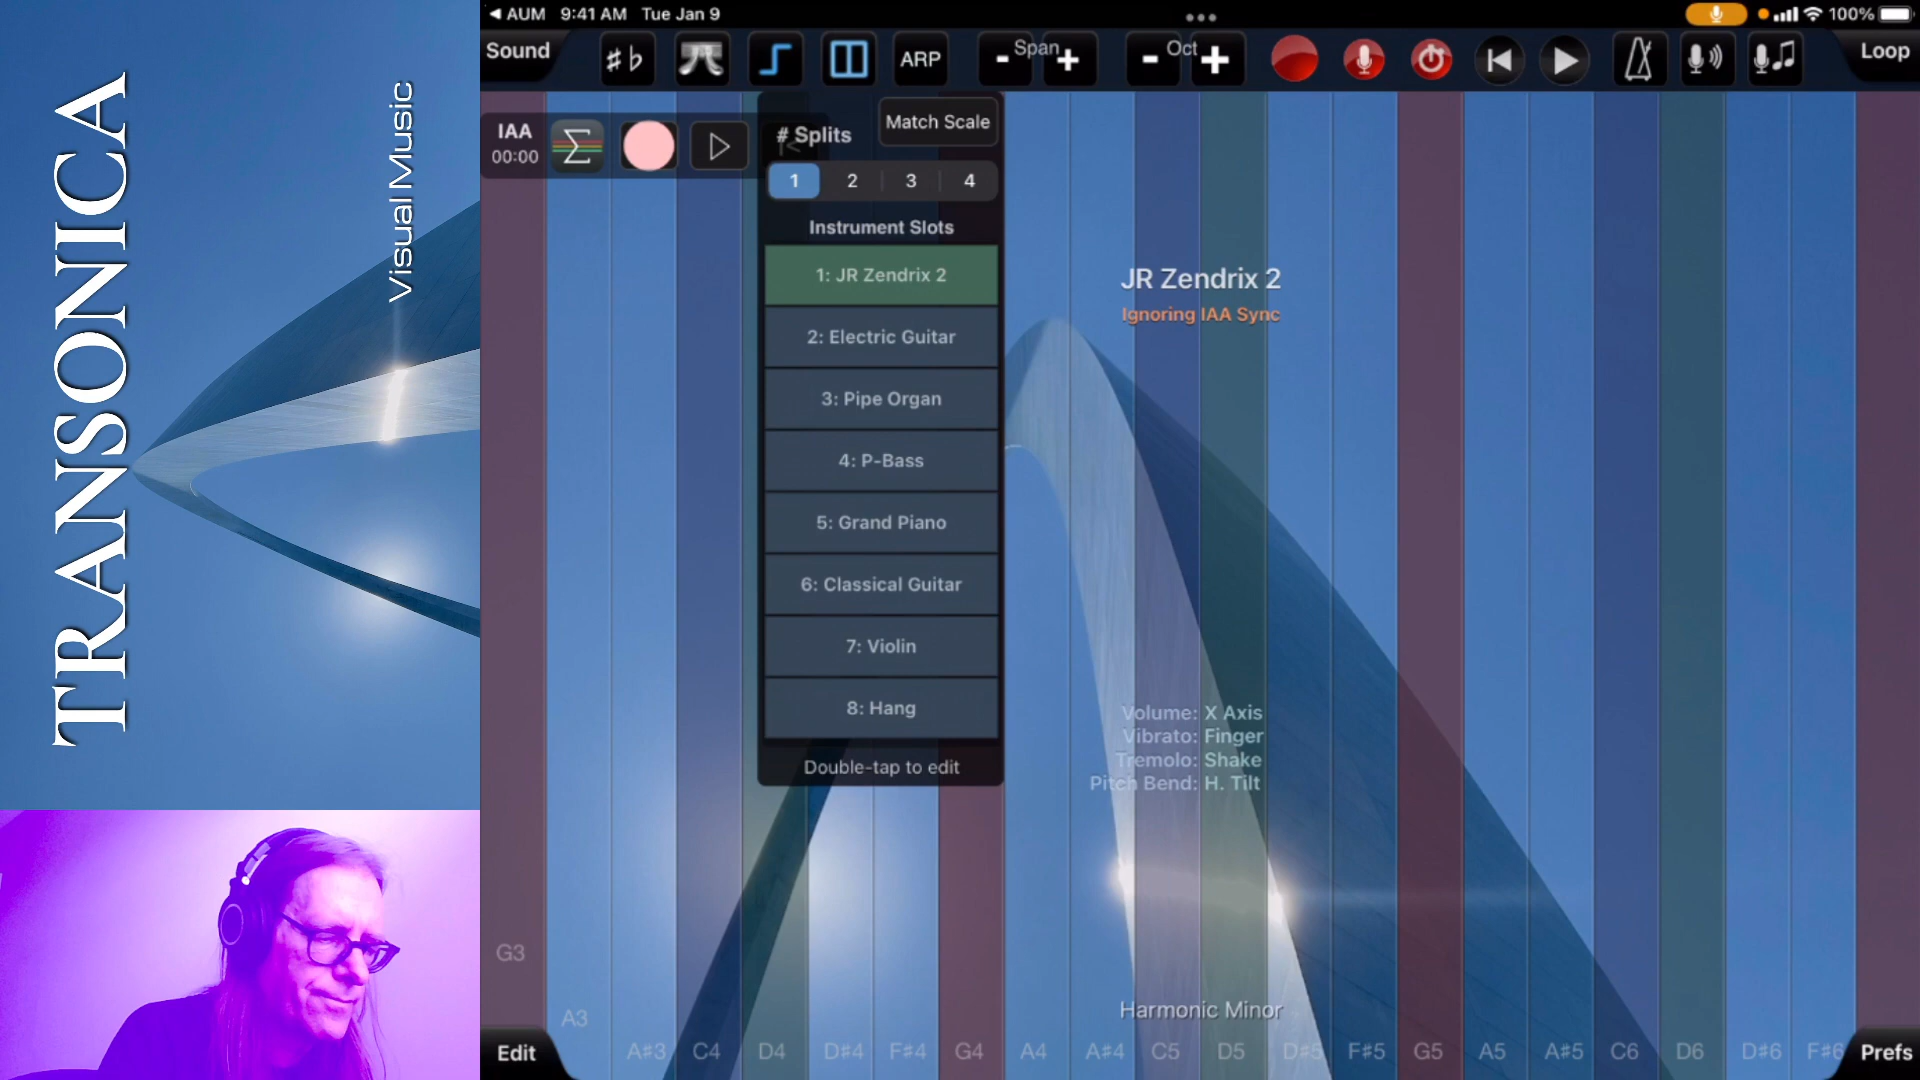 TRANSONICA
Visual Music
AUM 9:41 AM Tue Jan 9
100%
Sound
ARP
- Span +
- Oct +
Loop
IAA
00:00
# Splits
Match Scale
1 2 3 4
Instrument Slots
1: JR Zendrix 2
2: Electric Guitar
3: Pipe Organ
4: P-Bass
5: Grand Piano
6: Classical Guitar
7: Violin
8: Hang
Double-tap to edit
JR Zendrix 2
Ignoring IAA Sync
Volume: X Axis
Vibrato: Finger
Tremolo: Shake
Pitch Bend: H. Tilt
Harmonic Minor
G3
A3
A♯3 C4 D4 D♯4 F♯4 G4 A4 A♯4 C5 D5 D♯5 F♯5 G5 A5 A♯5 C6 D6 D♯6 F♯6
Edit
Prefs